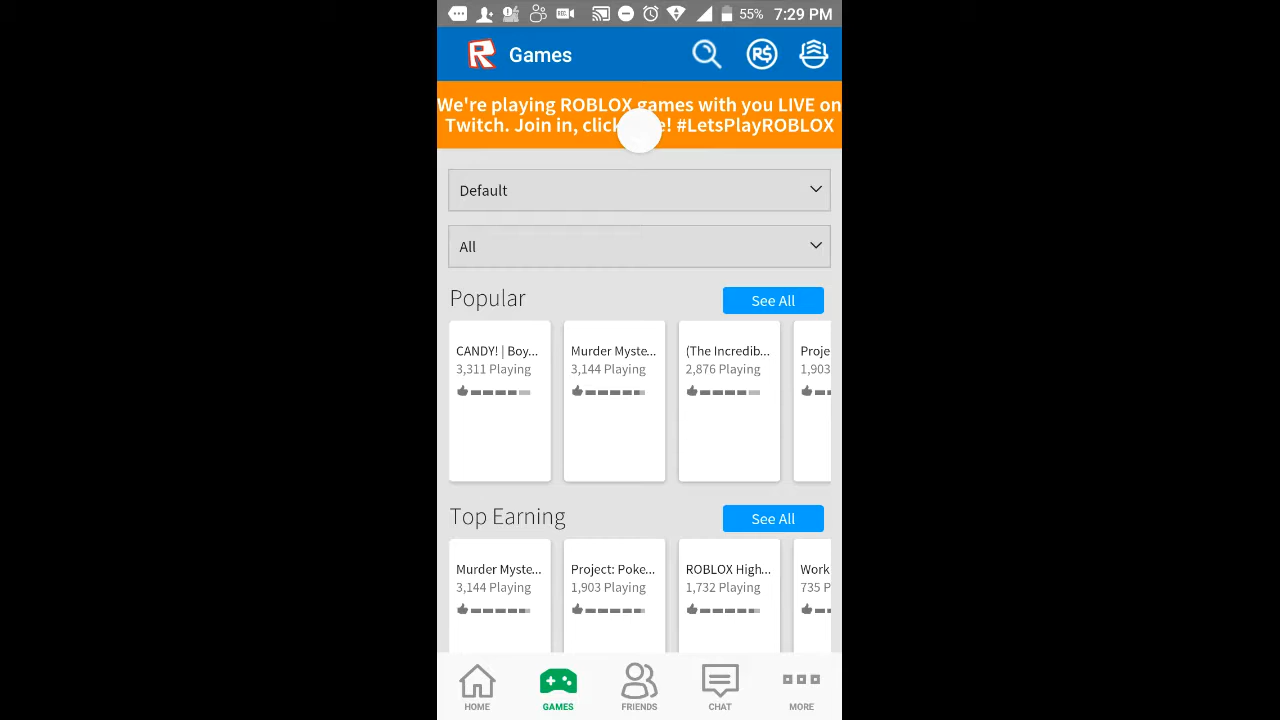 REC 55% 7:29 PM
R Games R$
We're playing ROBLOX games with you LIVE on
Twitch. Join in, click #LetsPlayROBLOX
Default
All
Popular See All
CANDY! | Boy... Murder Myste... (The Incredib... Proje
3,311 Playing 3,144 Playing 2,876 Playing 1,903
Top Earning See All
Murder Myste... Project: Poke... ROBLOX High... Work
3,144 Playing 1,903 Playing 1,732 Playing 735 P
HOME GAMES FRIENDS CHAT MORE